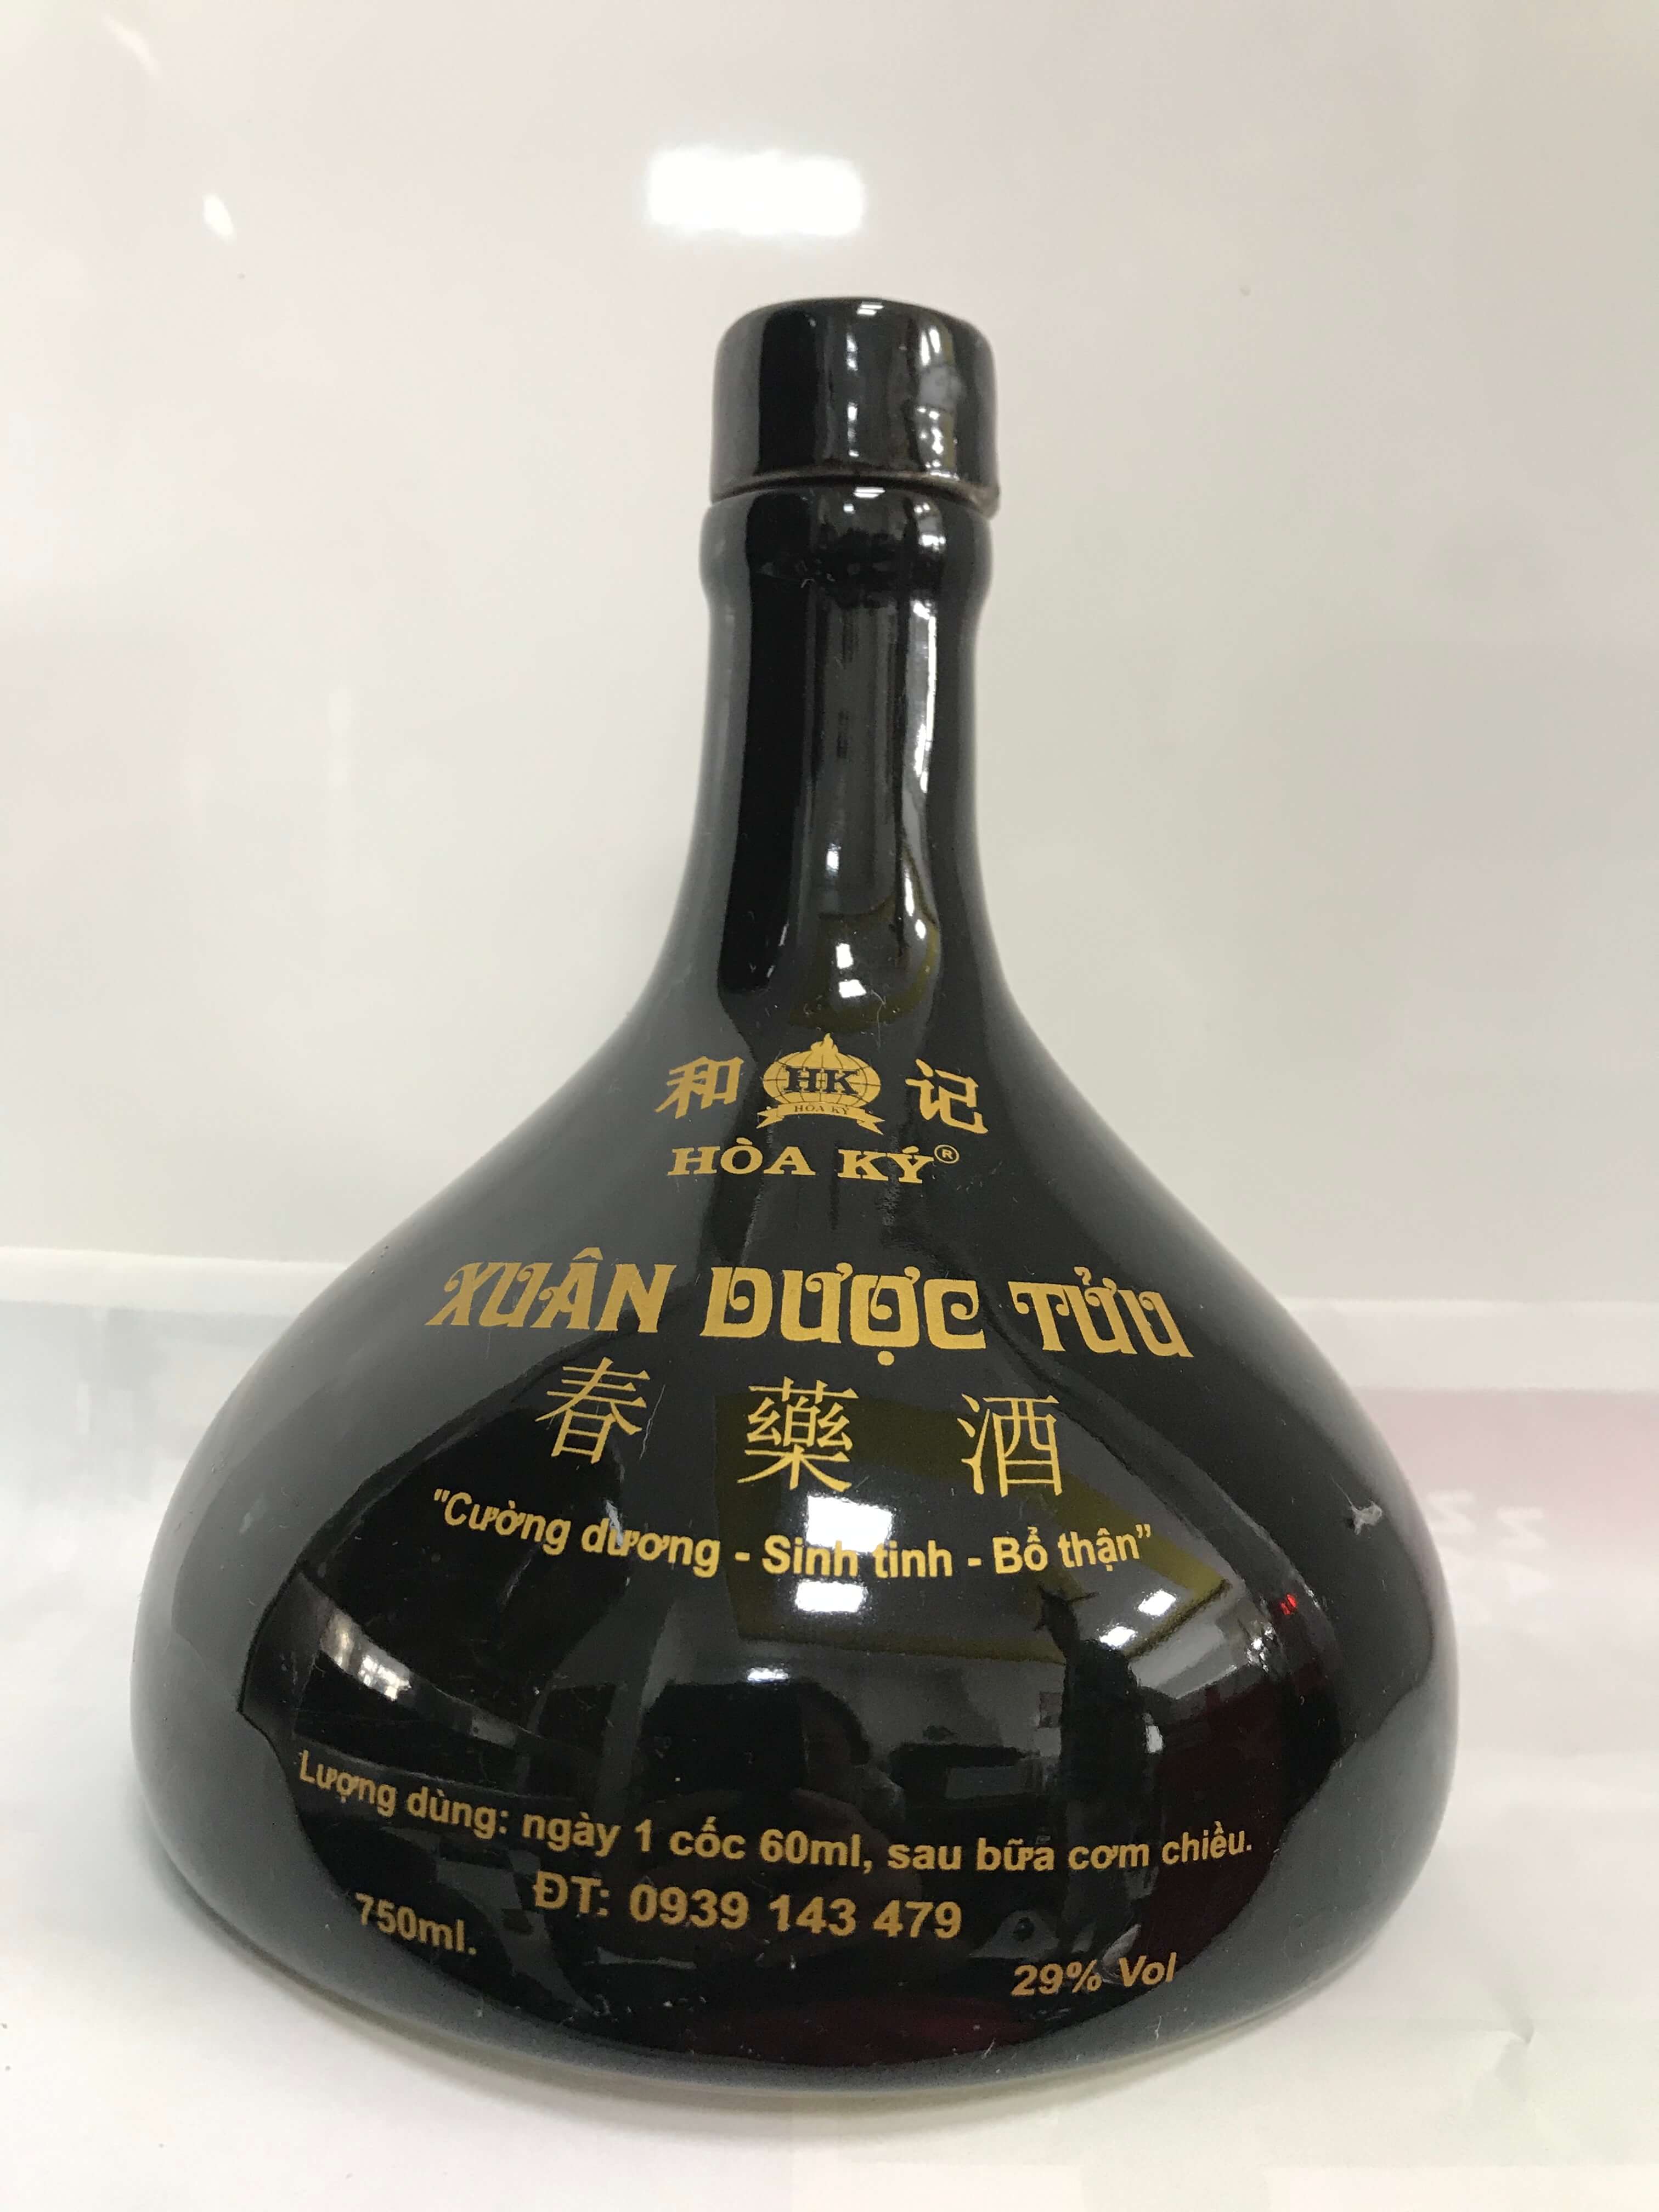 和 HK 记
HÒA KÝ
HÒA KÝ®
XUÂN DƯỢC TỬU
春 藥 酒
"Cường dương - Sinh tinh - Bổ thận”
Lượng dùng: ngày 1 cốc 60ml, sau bữa cơm chiều.
ĐT: 0939 143 479
750ml.
29% Vol